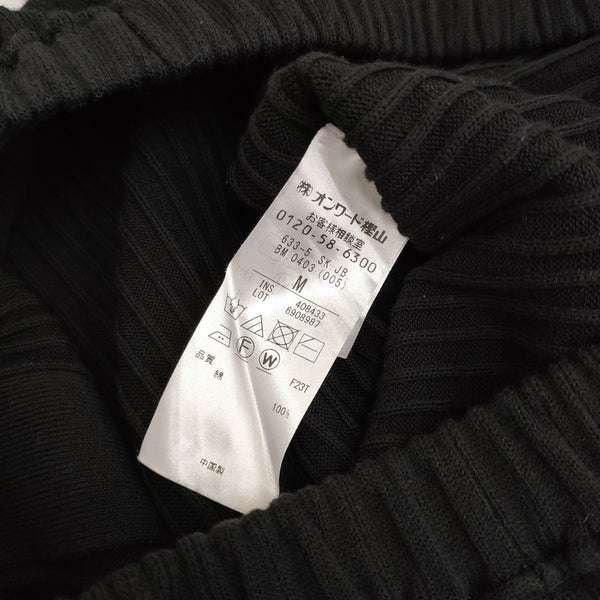 (株)オンワード樫山
お客様相談室
0120-58-6300
633-5 SK JB
BM.0403 (005)
M
INS 408433
LOT 6908987
F W
品質
綿 100%
F23T
中国製